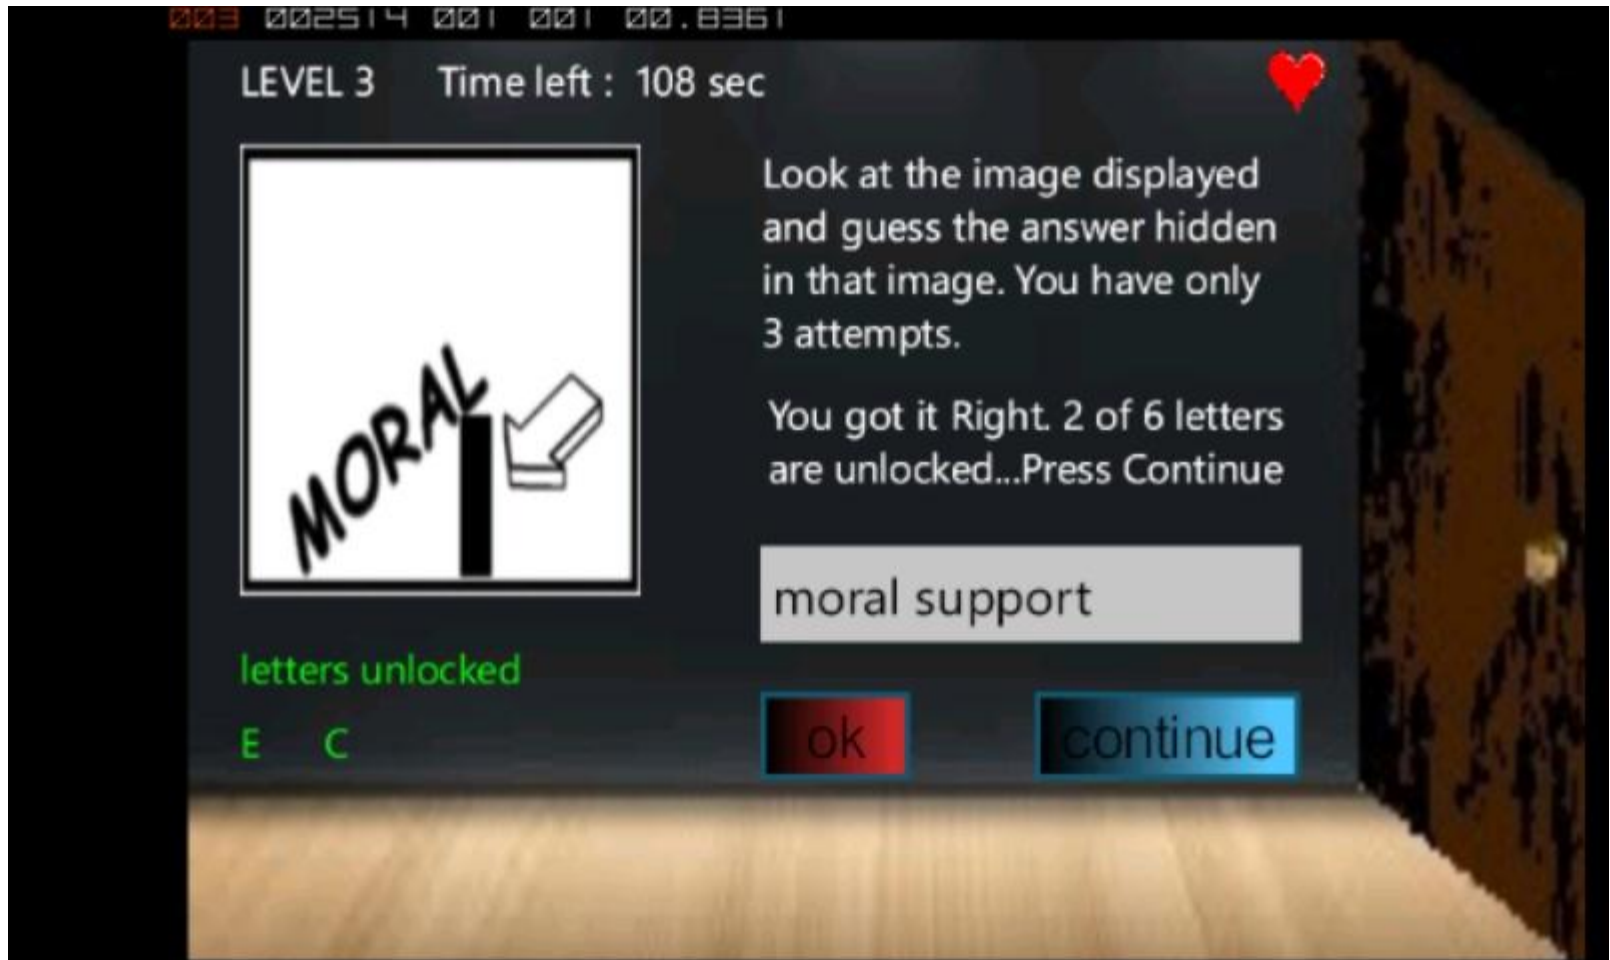 003 002514 001 001 00.8361
LEVEL 3 Time left : 108 sec
MORAL
Look at the image displayed
and guess the answer hidden
in that image. You have only
3 attempts.
You got it Right. 2 of 6 letters
are unlocked...Press Continue
moral support
letters unlocked
E C
ok continue